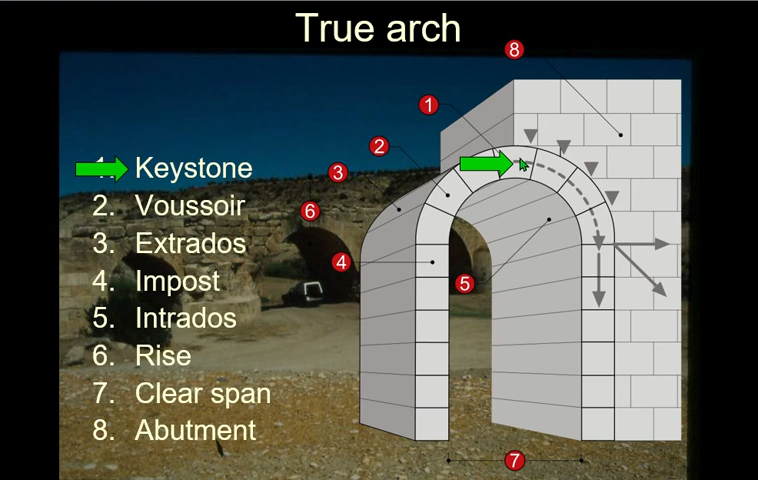 True arch
1. Keystone
2. Voussoir
3. Extrados
4. Impost
5. Intrados
6. Rise
7. Clear span
8. Abutment
8
1
2
3
6
4
5
7